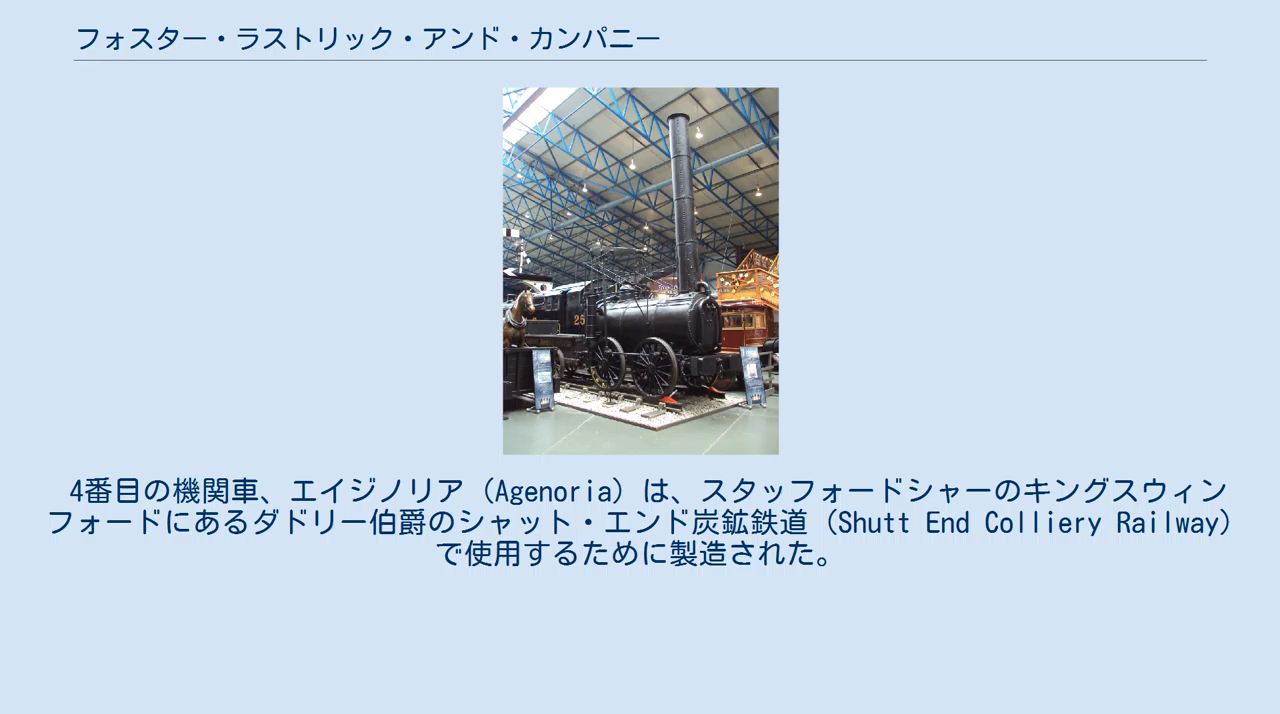 フォスター・ラストリック・アンド・カンパニー
25
4番目の機関車、エイジノリア（Agenoria）は、スタッフォードシャーのキングスウィン
フォードにあるダドリー伯爵のシャット・エンド炭鉱鉄道（Shutt End Colliery Railway）
で使用するために製造された。